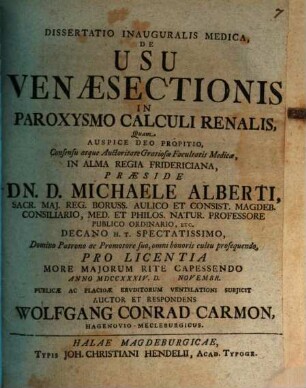 7
DISSERTATIO INAUGURALIS MEDICA,
DE
USU
VENÆSECTIONIS
IN
PAROXYSMO CALCULI RENALIS,
Quam
AUSPICE DEO PROPITIO,
Consensu atque Auctoritate Gratiosæ Facultatis Medicæ,
IN ALMA REGIA FRIDERICIANA,
PRÆSIDE
DN. D. MICHAELE ALBERTI,
SACR. MAJ. REG. BORUSS. AULICO ET CONSIST. MAGDEB.
CONSILIARIO, MED. ET PHILOS. NATUR. PROFESSORE
PUBLICO ORDINARIO, ETC.
DECANO H. T. SPECTATISSIMO,
Domino Patrono ac Promotore suo, omni honoris cultu prosequendo,
PRO LICENTIA
MORE MAJORUM RITE CAPESSENDO
ANNO MDCCXXXIV. D. NOVEMBR.
PUBLICÆ AC PLACIDÆ ERUDITORUM VENTILATIONI SUBJICIT
AUCTOR ET RESPONDENS
WOLFGANG CONRAD CARMON,
HAGENOVIO-MECLEBURGICUS.
HALAE MAGDEBURGICAE,
TYPIS JOH. CHRISTIANI HENDELII, ACAD. TYPOGR.